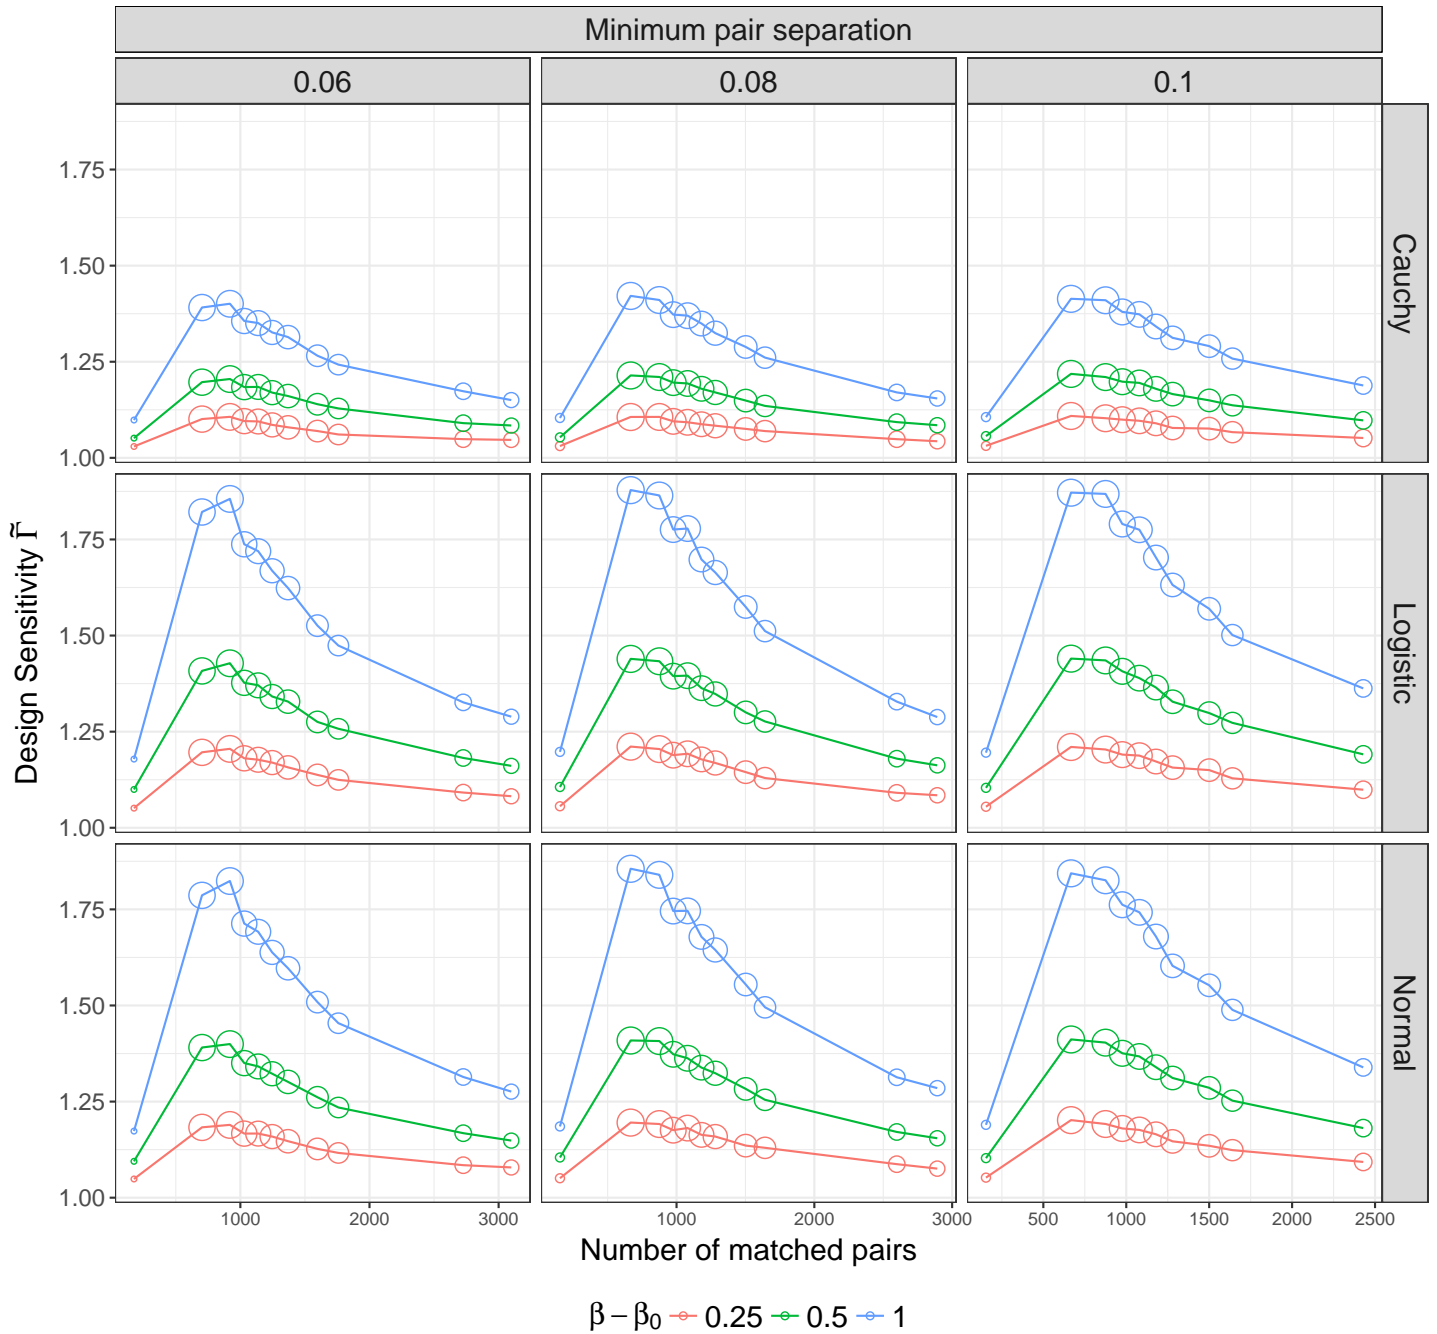 Minimum pair separation
0.06 0.08 0.1
1.75
1.50
1.25
1.00
Cauchy
1.75
1.50
1.25
1.00
Logistic
1.75
1.50
1.25
1.00
Normal
Design Sensitivity Γ̃
1000 2000 3000 1000 2000 3000 500 1000 1500 2000 2500
Number of matched pairs
β − β₀ 0.25 0.5 1